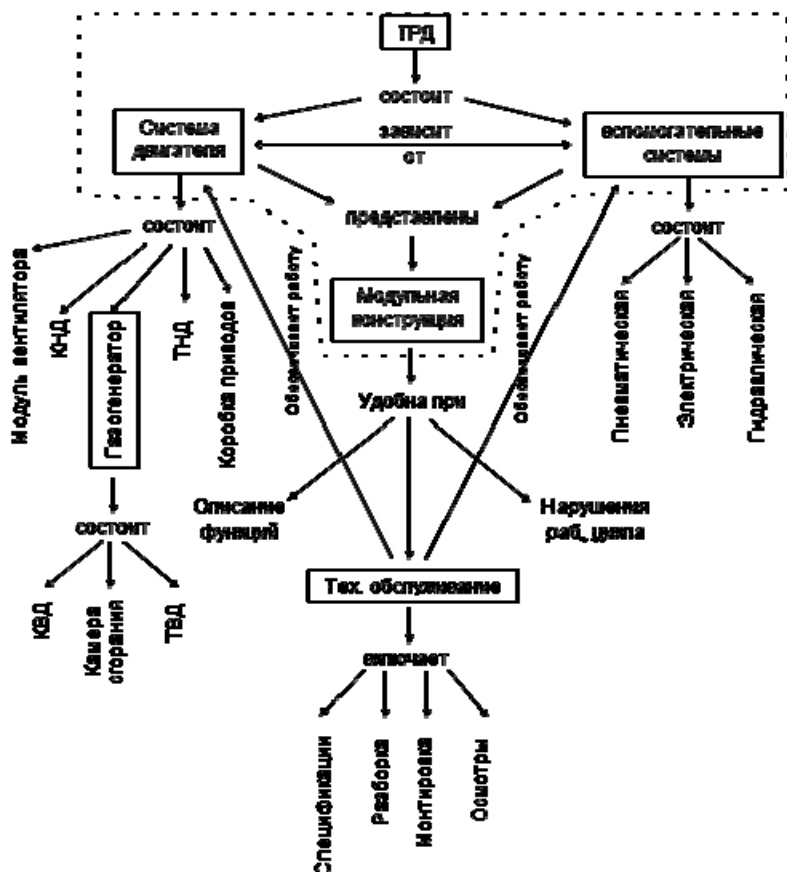 ТРД
состоит
Система
двигателя
зависит
от
вспомогательные
системы
состоит
представлены
состоит
Модуль вентилятора
КНД
Газогенератор
ТНД
Коробка приводов
Обеспечивает работу
Модульная
конструкция
Обеспечивает работу
Пневматическая
Электрическая
Гидравлическая
Удобна при
Описание
функций
Нарушения
раб. цикла
состоит
КВД
Камера
сгорания
ТВД
Тех. обслуживание
включает
Спецификации
Разборка
Монтировка
Осмотры